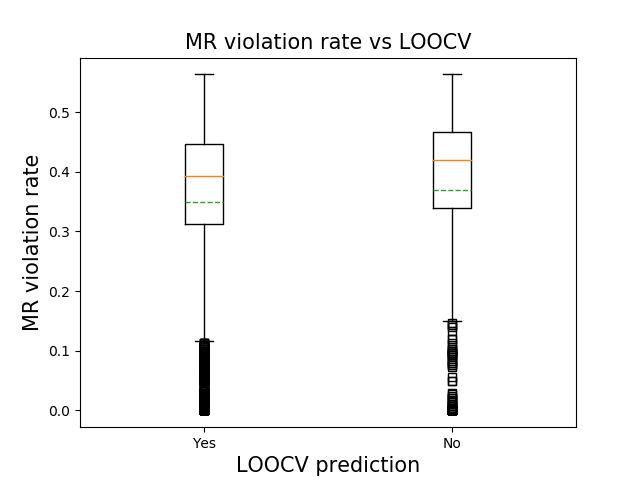 MR violation rate vs LOOCV
MR violation rate
0.5
0.4
0.3
0.2
0.1
0.0
Yes
No
LOOCV prediction